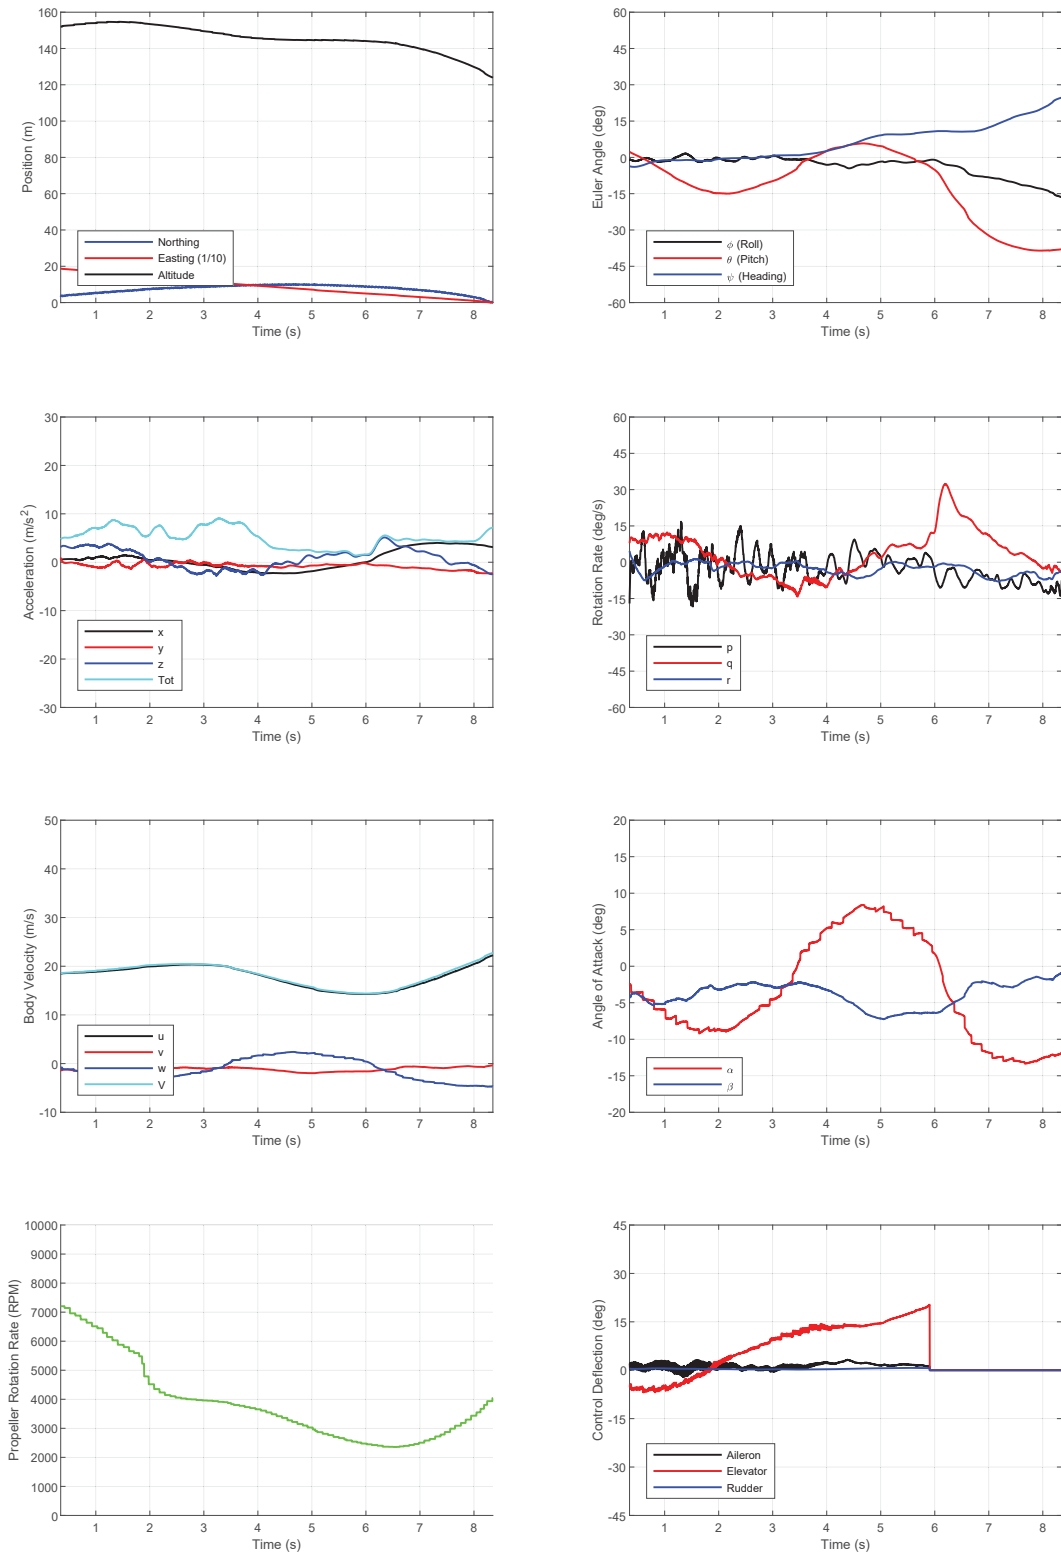 160
140
120
100
80
60
40
20
0
Position (m)
Northing
Easting (1/10)
Altitude
1 2 3 4 5 6 7 8
Time (s)
60
45
30
15
0
-15
-30
-45
-60
Euler Angle (deg)
ϕ (Roll)
θ (Pitch)
ψ (Heading)
1 2 3 4 5 6 7 8
Time (s)
30
20
10
0
-10
-20
-30
Acceleration (m/s²)
x
y
z
Tot
1 2 3 4 5 6 7 8
Time (s)
60
45
30
15
0
-15
-30
-45
-60
Rotation Rate (deg/s)
p
q
r
1 2 3 4 5 6 7 8
Time (s)
50
40
30
20
10
0
-10
Body Velocity (m/s)
u
v
w
V
1 2 3 4 5 6 7 8
Time (s)
20
15
10
5
0
-5
-10
-15
-20
Angle of Attack (deg)
α
β
1 2 3 4 5 6 7 8
Time (s)
10000
9000
8000
7000
6000
5000
4000
3000
2000
1000
0
Propeller Rotation Rate (RPM)
1 2 3 4 5 6 7 8
Time (s)
45
30
15
0
-15
-30
-45
Control Deflection (deg)
Aileron
Elevator
Rudder
1 2 3 4 5 6 7 8
Time (s)